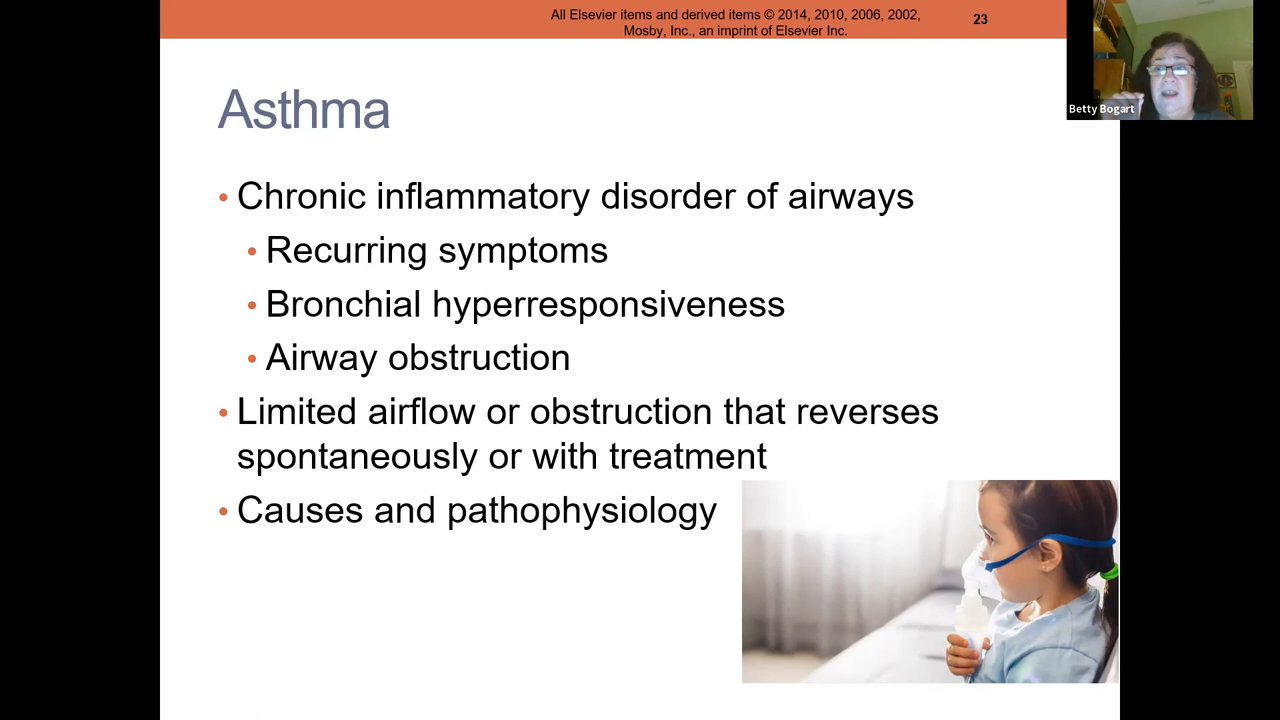 All Elsevier items and derived items © 2014, 2010, 2006, 2002,
Mosby, Inc., an imprint of Elsevier Inc.
23
Betty Bogart
Asthma
• Chronic inflammatory disorder of airways
• Recurring symptoms
• Bronchial hyperresponsiveness
• Airway obstruction
• Limited airflow or obstruction that reverses
spontaneously or with treatment
• Causes and pathophysiology